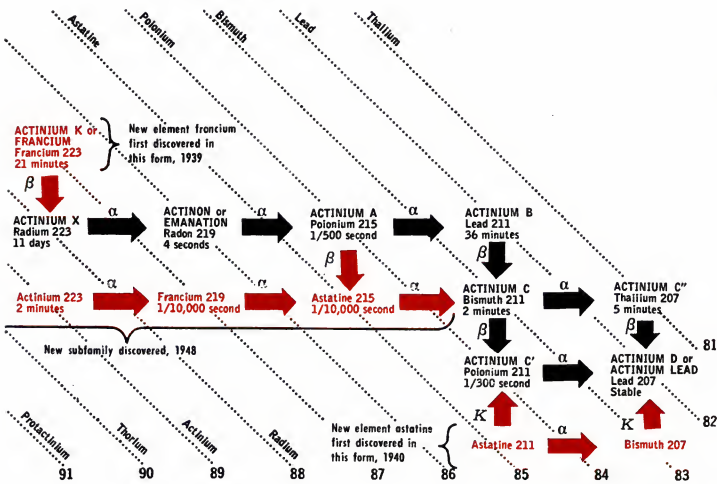 Astatine
Polonium
Bismuth
Lead
Thallium
ACTINIUM K or
FRANCIUM
Francium 223
21 minutes
New element francium
first discovered in
this form, 1939
β
ACTINIUM X
Radium 223
11 days
α
ACTINON or
EMANATION
Radon 219
4 seconds
α
ACTINIUM A
Polonium 215
1/500 second
α
ACTINIUM B
Lead 211
36 minutes
β
β
Actinium 223
2 minutes
α
Francium 219
1/10,000 second
α
Astatine 215
1/10,000 second
α
ACTINIUM C
Bismuth 211
2 minutes
α
ACTINIUM C"
Thallium 207
5 minutes
New subfamily discovered, 1948
β
β
81
ACTINIUM C'
Polonium 211
1/300 second
α
ACTINIUM D or
ACTINIUM LEAD
Lead 207
Stable
82
K
K
New element astatine
first discovered in
this form, 1940
Astatine 211
α
Bismuth 207
Protactinium
Thorium
Actinium
Radium
91
90
89
88
87
86
85
84
83